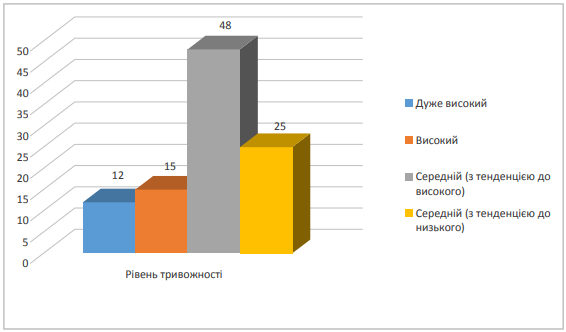 48
50
45
40
35
30
25
20
15
10
5
0
12
15
25
Рівень тривожності
Дуже високий
Високий
Середній (з тенденцією до
високого)
Середній (з тенденцією до
низького)